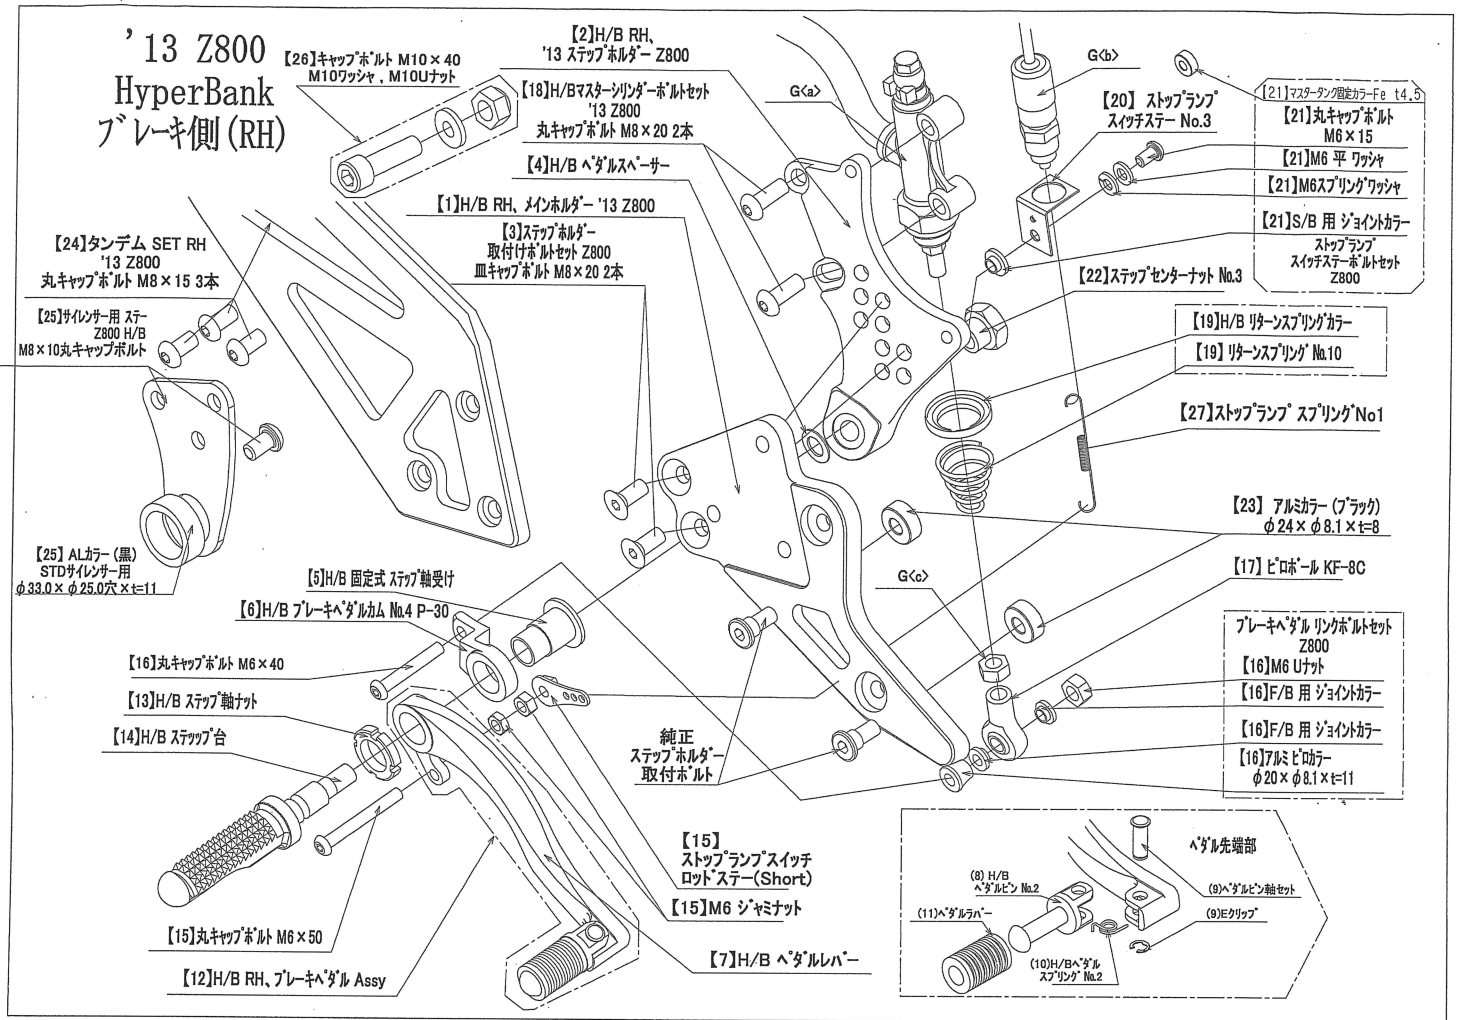 '13 Z800
HyperBank
ブレーキ側(RH)
【26】キャップボルト M10×40
M10ワッシャ, M10Uナット
【2】H/B RH、
'13 ステップホルダー Z800
【18】H/Bマスターシリンダーボルトセット
'13 Z800
丸キャップボルト M8×20 2本
【4】H/B ペダルスペーサー
【1】H/B RH、メインホルダー '13 Z800
【3】ステップホルダー
取付けボルトセット Z800
皿キャップボルト M8×20 2本
G<a>
G<b>
【20】 ストップランプ
スイッチステー No.3
【21】マスタータンク固定カラーFe t4.5
【21】丸キャップボルト
M6×15
【21】M6 平 ワッシャ
【21】M6スプリングワッシャ
【21】S/B 用 ジョイントカラー
ストップランプ
スイッチステーボルトセット
Z800
【22】ステップセンターナット No.3
【19】H/B リターンスプリングカラー
【19】リターンスプリング No.10
【27】ストップランプ スプリングNo1
【23】 アルミカラー (ブラック)
φ24×φ8.1×t=8
【17】ピロボール KF-8C
G<c>
ブレーキペダル リンクボルトセット
Z800
【16】M6 Uナット
【16】F/B 用 ジョイントカラー
【16】F/B 用 ジョイントカラー
【16】アルミ ピロカラー
φ20×φ8.1×t=11
【24】タンデム SET RH
'13 Z800
丸キャップボルト M8×15 3本
【25】サイレンサー用 ステー
Z800 H/B
M8×10丸キャップボルト
【25】 ALカラー (黒)
STDサイレンサー用
φ33.0×φ25.0穴×t=11
【5】H/B 固定式 ステップ軸受け
【6】H/B ブレーキペダルカム No.4 P-30
【16】丸キャップボルト M6×40
【13】H/B ステップ軸ナット
【14】H/B ステッップ台
純正
ステップホルダー
取付ボルト
【15】
ストップランプスイッチ
ロッドステー(Short)
【15】M6 ジャミナット
【7】H/B ペダルレバー
【15】丸キャップボルト M6×50
【12】H/B RH、ブレーキペダル Assy
ペダル先端部
(8) H/B
ペダルピン No.2
(9)ペダルピン軸セット
(9)Eクリップ
(11)ペダルラバー
(10)H/Bペダル
スプリング No.2